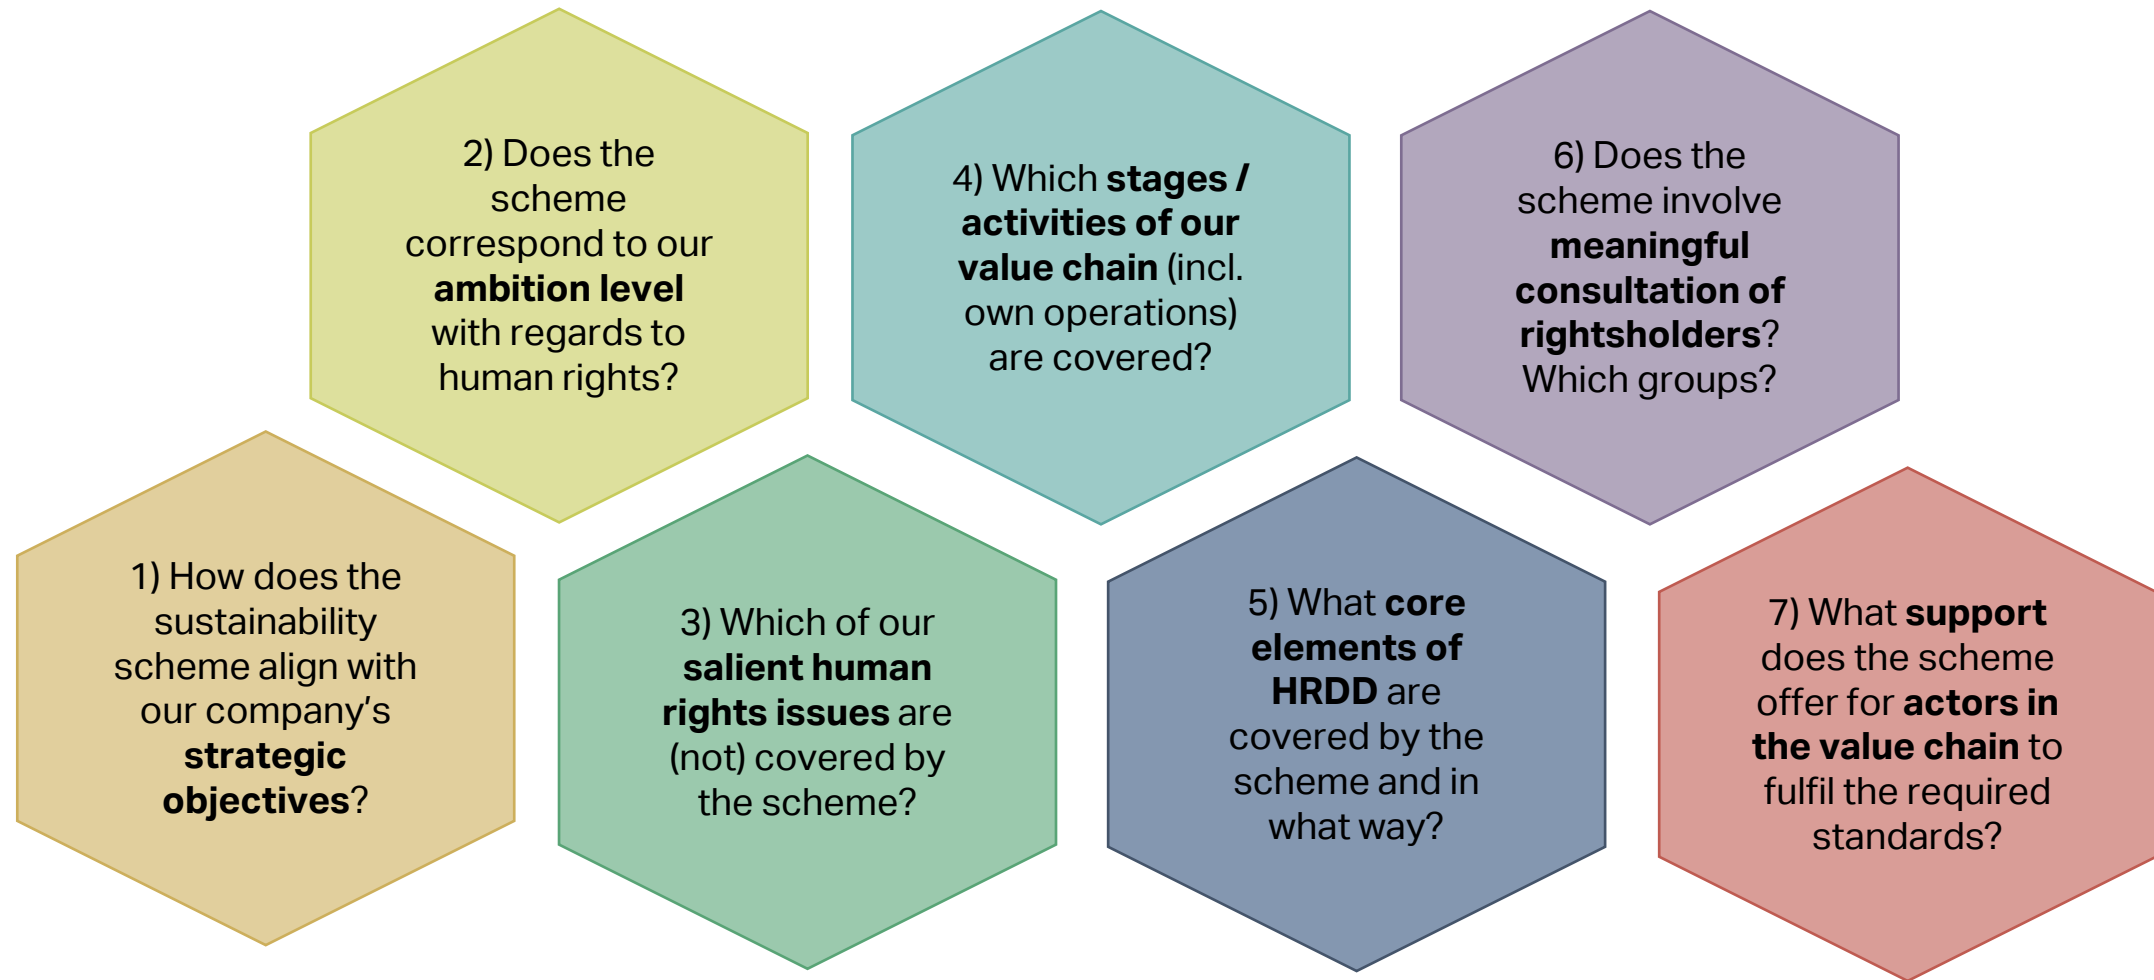 1) How does the
sustainability
scheme align with
our company's
strategic
objectives?
2) Does the
scheme
correspond to our
ambition level
with regards to
human rights?
3) Which of our
salient human
rights issues are
(not) covered by
the scheme?
4) Which stages /
activities of our
value chain (incl.
own operations)
are covered?
5) What core
elements of
HRDD are
covered by the
scheme and in
what way?
6) Does the
scheme involve
meaningful
consultation of
rightsholders?
Which groups?
7) What support
does the scheme
offer for actors in
the value chain to
fulfil the required
standards?